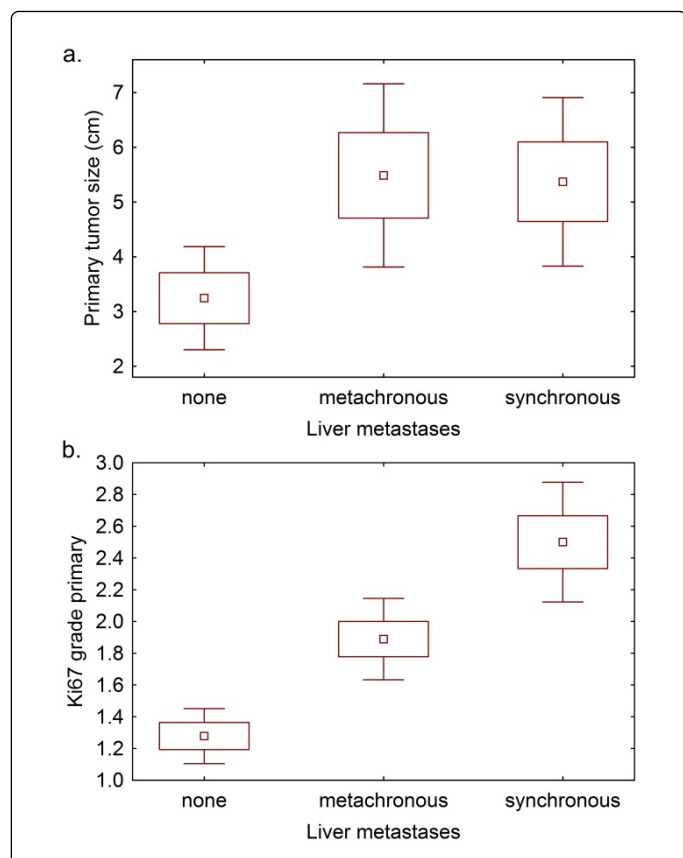 a.
Primary tumor size (cm)
7
6
5
4
3
2
none metachronous synchronous
Liver metastases
b.
Ki67 grade primary
3.0
2.8
2.6
2.4
2.2
2.0
1.8
1.6
1.4
1.2
1.0
none metachronous synchronous
Liver metastases